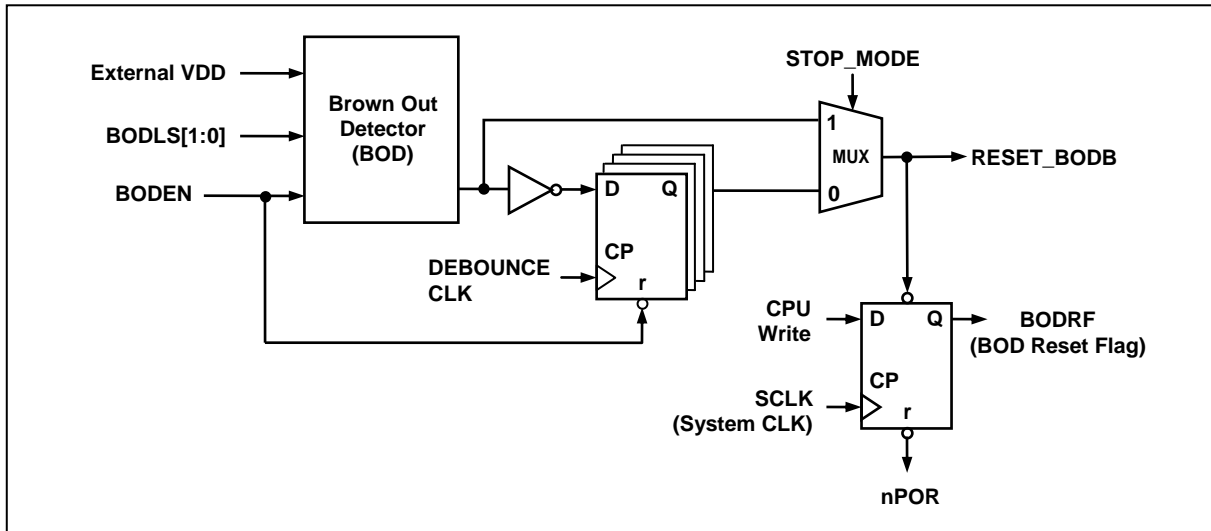 STOP_MODE
External VDD
Brown Out
Detector
(BOD)
BODLS[1:0]
1
MUX
RESET_BODB
BODEN
D Q
0
CP
DEBOUNCE
CLK
r
CPU
Write
D Q
BODRF
(BOD Reset Flag)
CP
SCLK
(System CLK)
r
nPOR